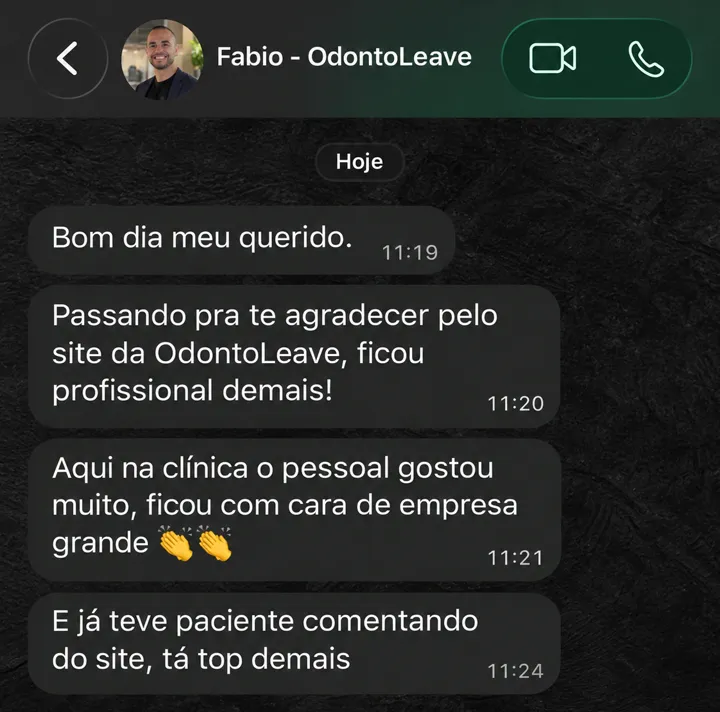 Fabio - OdontoLeave
Hoje
Bom dia meu querido.
11:19
Passando pra te agradecer pelo
site da OdontoLeave, ficou
profissional demais!
11:20
Aqui na clínica o pessoal gostou
muito, ficou com cara de empresa
grande 👏👏
11:21
E já teve paciente comentando
do site, tá top demais
11:24